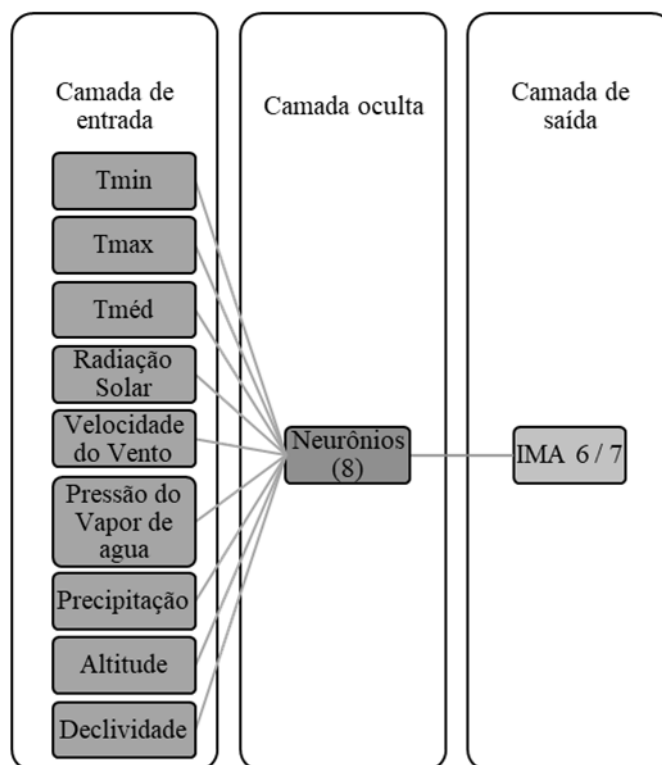 Camada de
entrada
Tmin
Tmax
Tméd
Radiação
Solar
Velocidade
do Vento
Pressão do
Vapor de
agua
Precipitação
Altitude
Declividade
Camada oculta
Neurônios
(8)
Camada de
saída
IMA 6 / 7